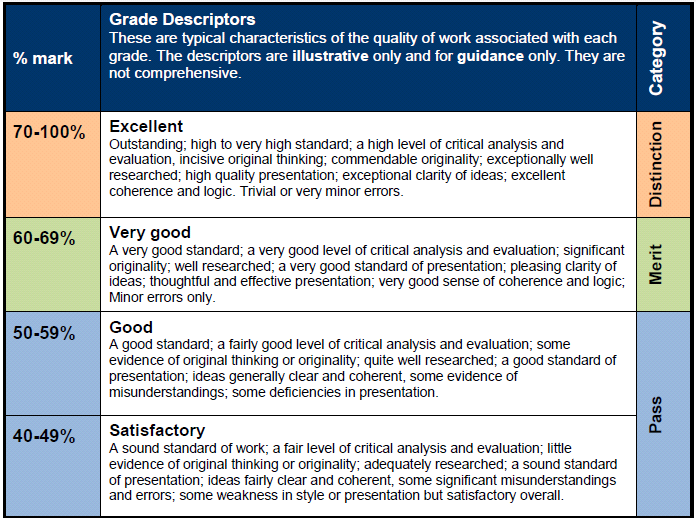 % mark
Grade Descriptors
These are typical characteristics of the quality of work associated with each
grade. The descriptors are illustrative only and for guidance only. They are
not comprehensive.
Category
70-100%
Excellent
Outstanding; high to very high standard; a high level of critical analysis and
evaluation, incisive original thinking; commendable originality; exceptionally well
researched; high quality presentation; exceptional clarity of ideas; excellent
coherence and logic. Trivial or very minor errors.
Distinction
60-69%
Very good
A very good standard; a very good level of critical analysis and evaluation; significant
originality; well researched; a very good standard of presentation; pleasing clarity of
ideas; thoughtful and effective presentation; very good sense of coherence and logic;
Minor errors only.
Merit
50-59%
Good
A good standard; a fairly good level of critical analysis and evaluation; some
evidence of original thinking or originality; quite well researched; a good standard of
presentation; ideas generally clear and coherent, some evidence of
misunderstandings; some deficiencies in presentation.
Pass
40-49%
Satisfactory
A sound standard of work; a fair level of critical analysis and evaluation; little
evidence of original thinking or originality; adequately researched; a sound standard
of presentation; ideas fairly clear and coherent, some significant misunderstandings
and errors; some weakness in style or presentation but satisfactory overall.